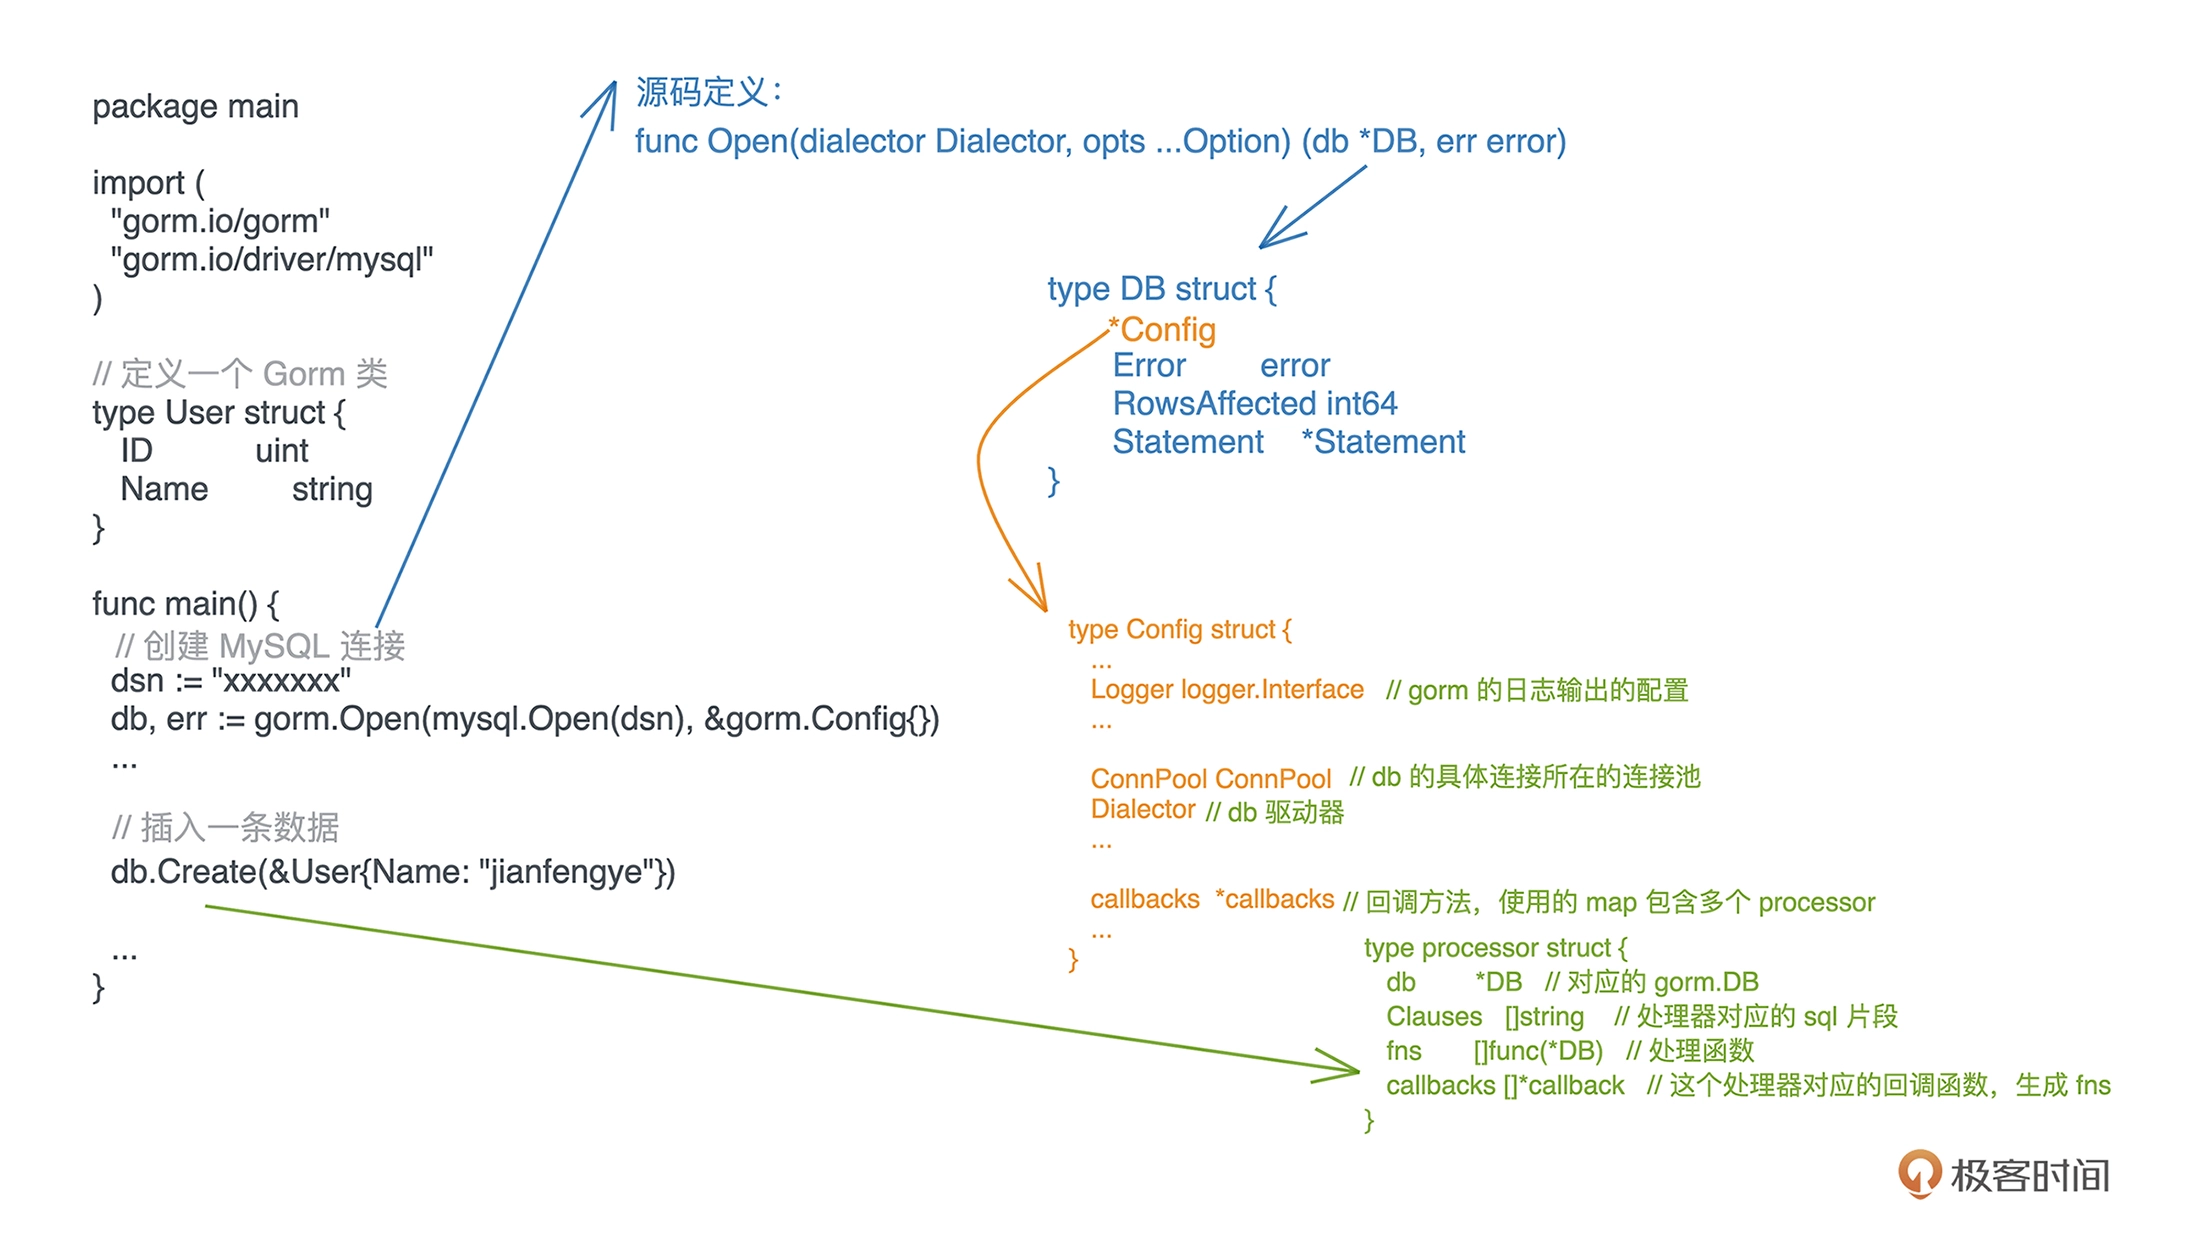 package main
import (
"gorm.io/gorm"
"gorm.io/driver/mysql"
)
// 定义一个 Gorm 类
type User struct {
ID uint
Name string
}
func main() {
// 创建 MySQL 连接
dsn := "xxxxxxx"
db, err := gorm.Open(mysql.Open(dsn), &gorm.Config{})
...
// 插入一条数据
db.Create(&User{Name: "jianfengye"})
...
}
源码定义：
func Open(dialector Dialector, opts ...Option) (db *DB, err error)
type DB struct {
*Config
Error error
RowsAffected int64
Statement *Statement
}
type Config struct {
...
Logger logger.Interface // gorm 的日志输出的配置
...
ConnPool ConnPool // db 的具体连接所在的连接池
Dialector // db 驱动器
...
callbacks *callbacks // 回调方法，使用的 map 包含多个 processor
...
}
type processor struct {
db *DB // 对应的 gorm.DB
Clauses []string // 处理器对应的 sql 片段
fns []func(*DB) // 处理函数
callbacks []*callback // 这个处理器对应的回调函数，生成 fns
}
极客时间